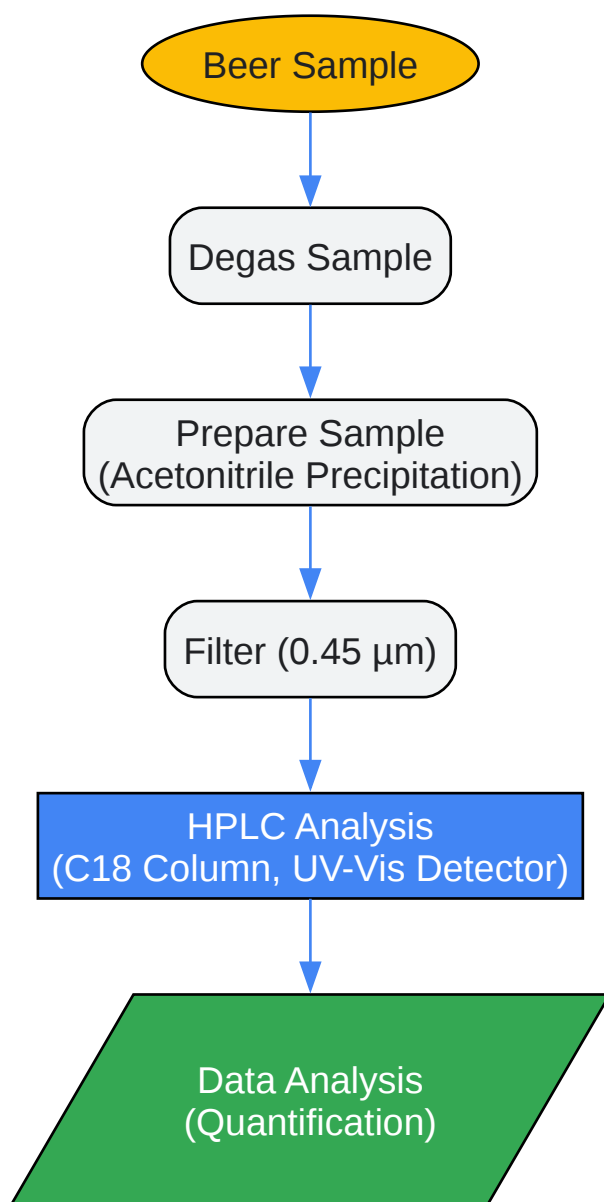 Beer Sample
Degas Sample
Prepare Sample
(Acetonitrile Precipitation)
Filter (0.45 µm)
HPLC Analysis
(C18 Column, UV-Vis Detector)
Data Analysis
(Quantification)